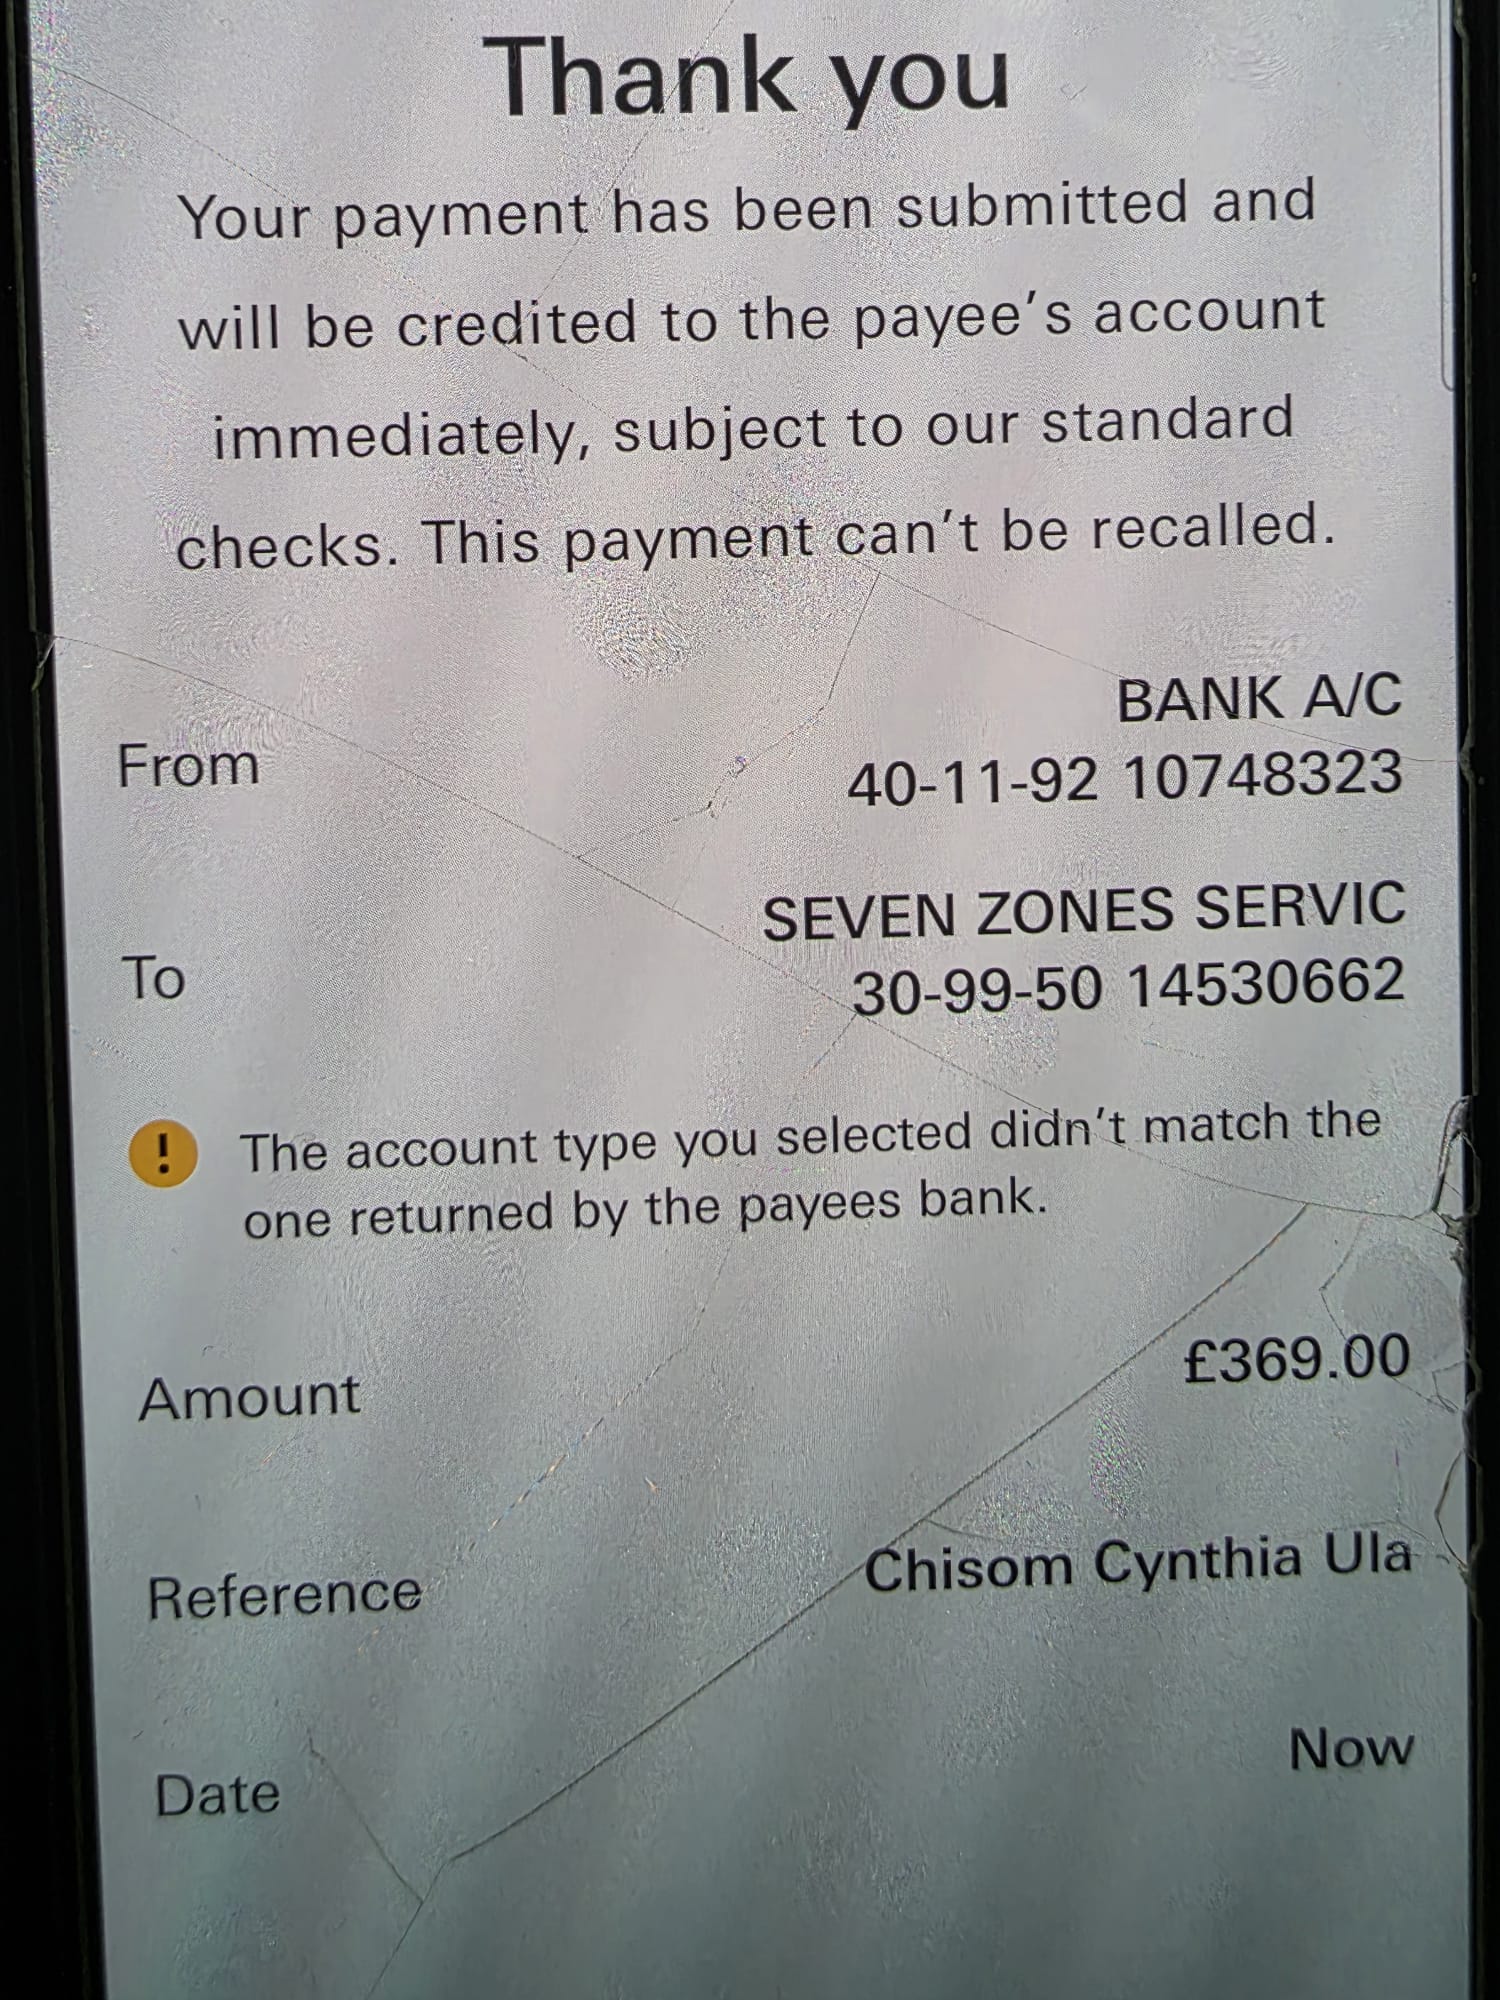 Thank you
Your payment has been submitted and
will be credited to the payee's account
immediately, subject to our standard
checks. This payment can't be recalled.
From
BANK A/C
40-11-92 10748323
To
SEVEN ZONES SERVIC
30-99-50 14530662
! The account type you selected didn't match the
one returned by the payees bank.
Amount
£369.00
Reference
Chisom Cynthia Ula
Date
Now